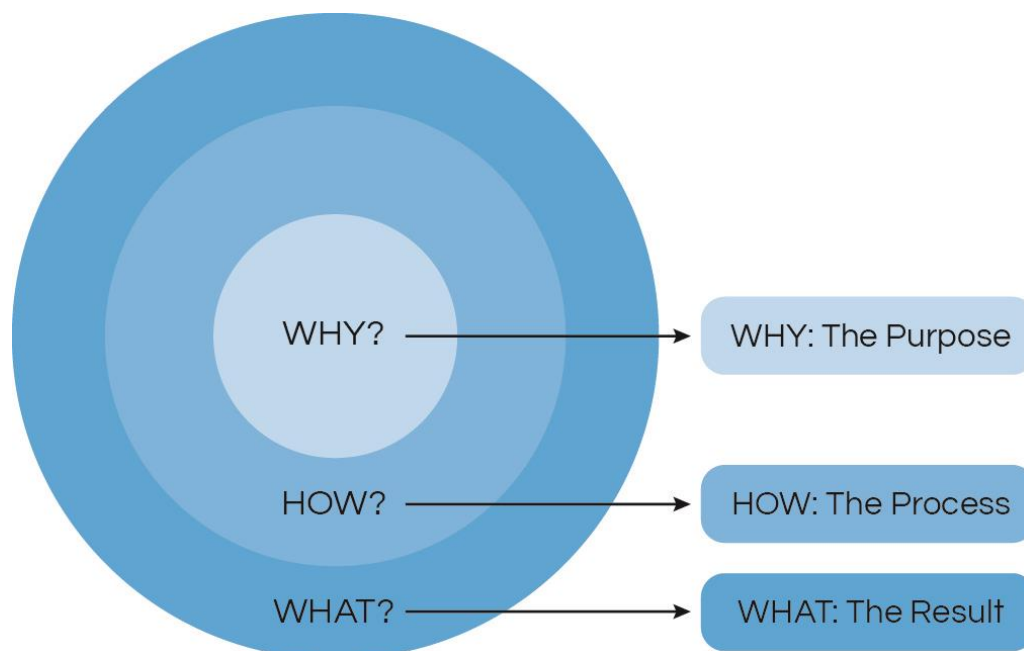 WHY?
WHY: The Purpose
HOW?
HOW: The Process
WHAT?
WHAT: The Result